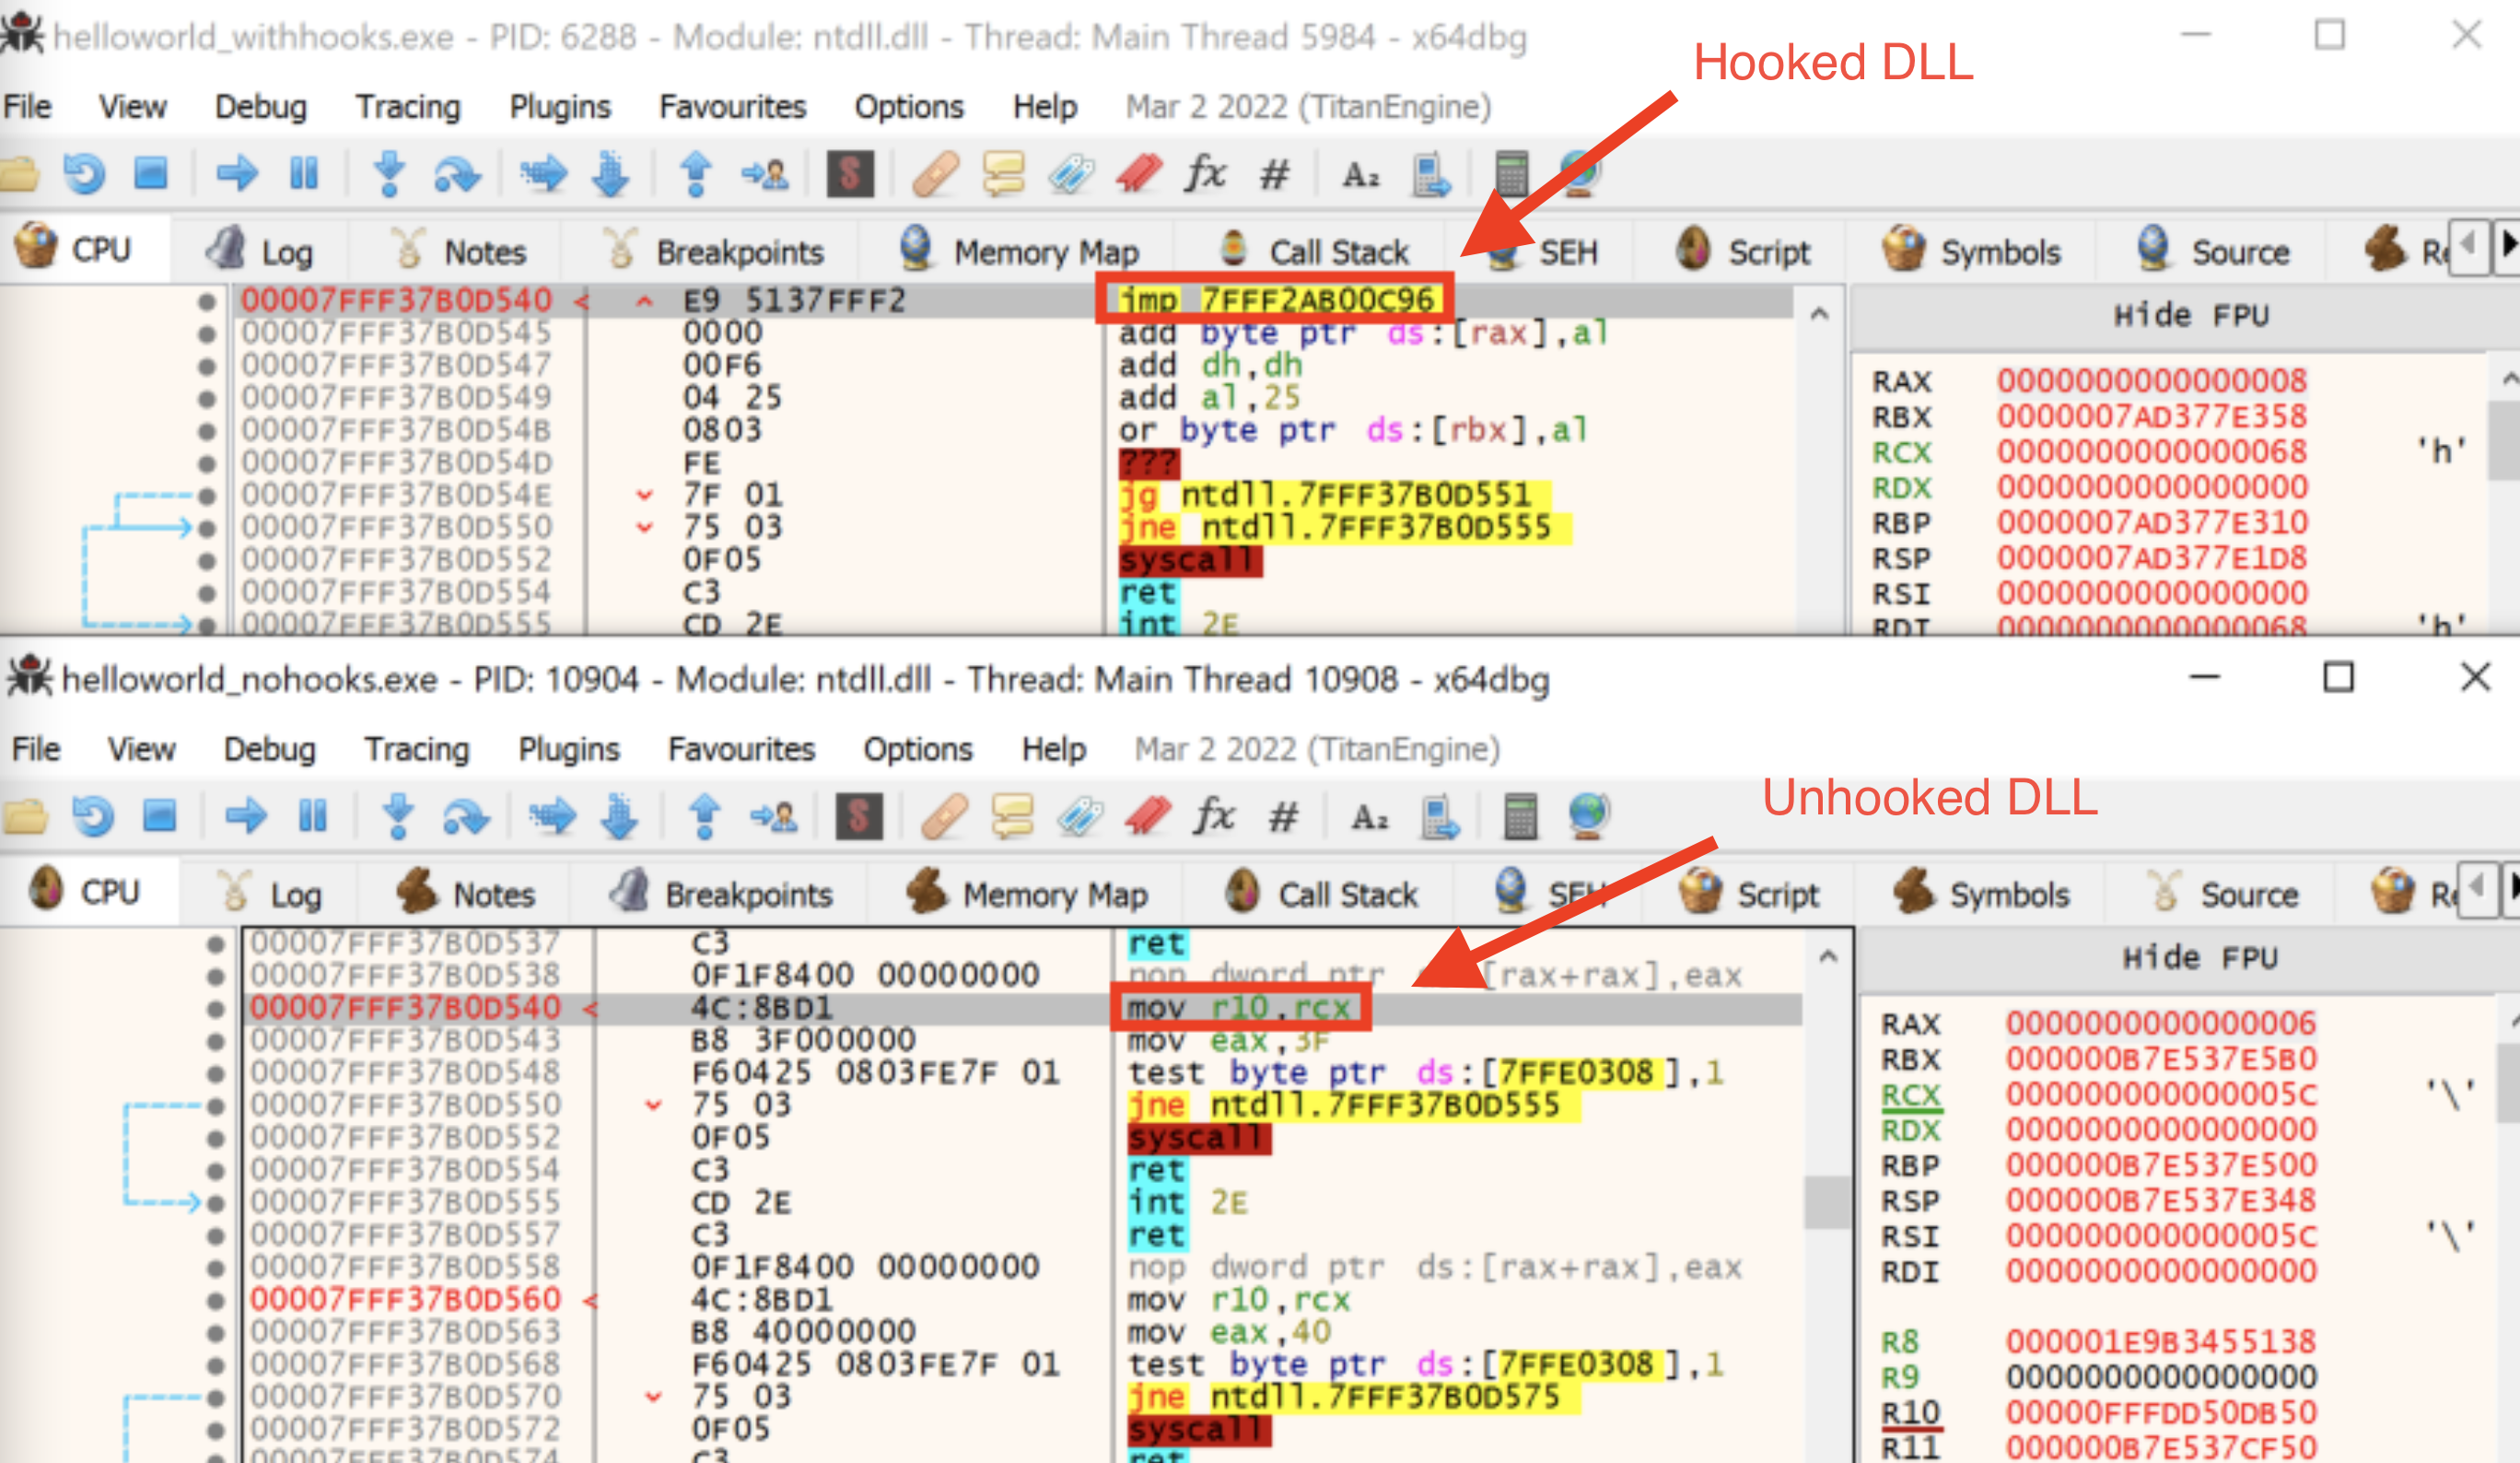 helloworld_withhooks.exe - PID: 6288 - Module: ntdll.dll - Thread: Main Thread 5984 - x64dbg
Hooked DLL
File View Debug Tracing Plugins Favourites Options Help Mar 2 2022 (TitanEngine)
S fx # Az
CPU Log Notes Breakpoints Memory Map Call Stack SEH Script Symbols Source Re
00007FFF37B0D540 < ^ E9 5137FFF2 jmp 7FFF2AB00C96
00007FFF37B0D545 0000 add byte ptr ds:[rax],al
00007FFF37B0D547 00F6 add dh,dh
00007FFF37B0D549 04 25 add al,25
00007FFF37B0D54B 0803 or byte ptr ds:[rbx],al
00007FFF37B0D54D FE ???
00007FFF37B0D54E 7F 01 jg ntdll.7FFF37B0D551
00007FFF37B0D550 75 03 jne ntdll.7FFF37B0D555
00007FFF37B0D552 0F05 syscall
00007FFF37B0D554 C3 ret
00007FFF37B0D555 CD 2E int 2E
Hide FPU
RAX 0000000000000008
RBX 0000007AD377E358
RCX 0000000000000068 'h'
RDX 0000000000000000
RBP 0000007AD377E310
RSP 0000007AD377E1D8
RSI 0000000000000000
RDI 0000000000000068 'h'
helloworld_nohooks.exe - PID: 10904 - Module: ntdll.dll - Thread: Main Thread 10908 - x64dbg
File View Debug Tracing Plugins Favourites Options Help Mar 2 2022 (TitanEngine)
Unhooked DLL
S fx # Az
CPU Log Notes Breakpoints Memory Map Call Stack SEH Script Symbols Source Re
00007FFF37B0D537 C3 ret
00007FFF37B0D538 0F1F8400 00000000 nop dword ptr [rax+rax],eax
00007FFF37B0D540 < 4C:8BD1 mov r10,rcx
00007FFF37B0D543 B8 3F000000 mov eax,3F
00007FFF37B0D548 F60425 0803FE7F 01 test byte ptr ds:[7FFE0308],1
00007FFF37B0D550 75 03 jne ntdll.7FFF37B0D555
00007FFF37B0D552 0F05 syscall
00007FFF37B0D554 C3 ret
00007FFF37B0D555 CD 2E int 2E
00007FFF37B0D557 C3 ret
00007FFF37B0D558 0F1F8400 00000000 nop dword ptr ds:[rax+rax],eax
00007FFF37B0D560 < 4C:8BD1 mov r10,rcx
00007FFF37B0D563 B8 40000000 mov eax,40
00007FFF37B0D568 F60425 0803FE7F 01 test byte ptr ds:[7FFE0308],1
00007FFF37B0D570 75 03 jne ntdll.7FFF37B0D575
00007FFF37B0D572 0F05 syscall
00007FFF37B0D574 C3 ret
Hide FPU
RAX 0000000000000006
RBX 000000B7E537E5B0
RCX 000000000000005C '\'
RDX 0000000000000000
RBP 000000B7E537E500
RSP 000000B7E537E348
RSI 000000000000005C '\'
RDI 0000000000000000
R8 000001E9B3455138
R9 0000000000000000
R10 00000FFFDD50DB50
R11 000000B7E537CF50